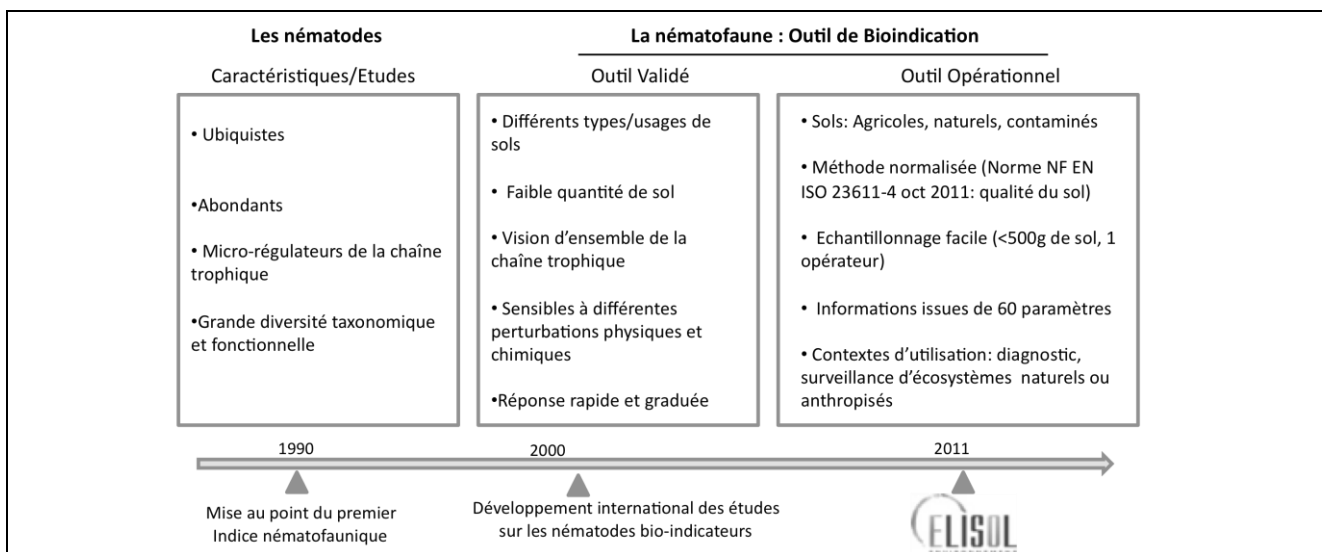 Les nématodes
La nématofaune : Outil de Bioindication
Caractéristiques/Etudes
Outil Validé
Outil Opérationnel
• Ubiquistes
•Abondants
• Micro-régulateurs de la chaîne
trophique
•Grande diversité taxonomique
et fonctionnelle
• Différents types/usages de
sols
• Faible quantité de sol
• Vision d'ensemble de la
chaîne trophique
• Sensibles à différentes
perturbations physiques et
chimiques
•Réponse rapide et graduée
• Sols: Agricoles, naturels, contaminés
• Méthode normalisée (Norme NF EN
ISO 23611-4 oct 2011: qualité du sol)
• Echantillonnage facile (<500g de sol, 1
opérateur)
• Informations issues de 60 paramètres
• Contextes d'utilisation: diagnostic,
surveillance d'écosystèmes naturels ou
anthropisés
1990
2000
2011
Mise au point du premier
Indice nématofaunique
Développement international des études
sur les nématodes bio-indicateurs
ELISOL